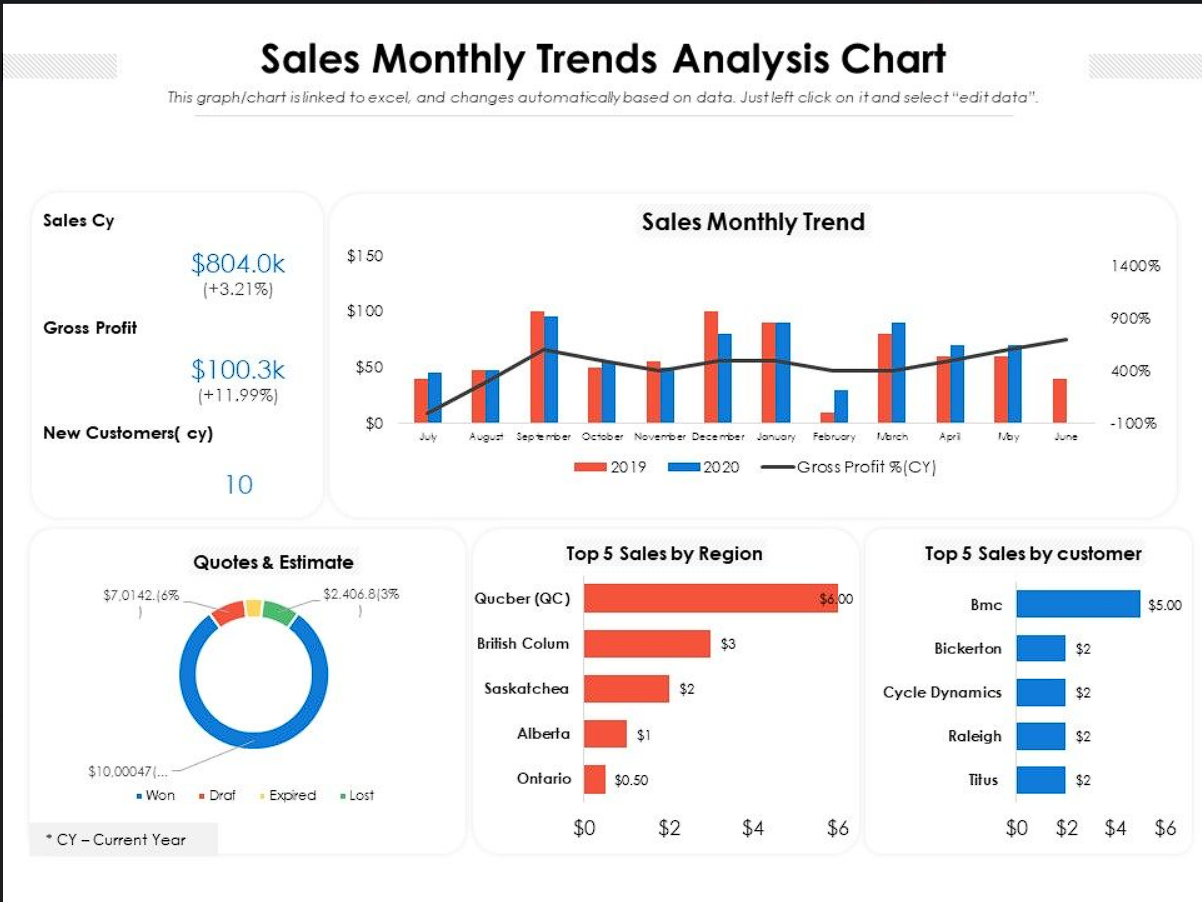 Sales Monthly Trends Analysis Chart
This graph/chart is linked to excel, and changes automatically based on data. Just left click on it and select “edit data”.
Sales Cy
$804.0k
(+3.21%)
Gross Profit
$100.3k
(+11.99%)
New Customers( cy)
10
Sales Monthly Trend
$150
$100
$50
$0
1400%
900%
400%
-100%
July August September October November December January February March April May June
2019 2020 Gross Profit %(CY)
Quotes & Estimate
$7,0142.(6%
)
$2.406.8(3%
)
$10,00047(...
Won Draf Expired Lost
* CY – Current Year
Top 5 Sales by Region
Qucber (QC) $6.00
British Colum $3
Saskatchea $2
Alberta $1
Ontario $0.50
$0 $2 $4 $6
Top 5 Sales by customer
Bmc $5.00
Bickerton $2
Cycle Dynamics $2
Raleigh $2
Titus $2
$0 $2 $4 $6